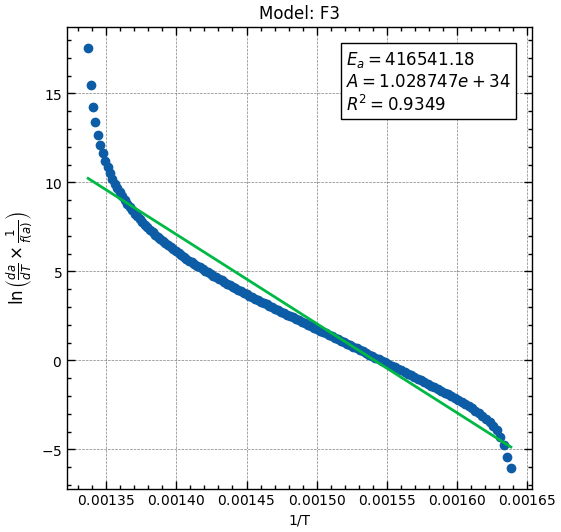 Model: F3
E_a = 416541.18
A = 1.028747e + 34
R^2 = 0.9349
ln(da/dT × 1/f(a))
15
10
5
0
−5
0.00135 0.00140 0.00145 0.00150 0.00155 0.00160 0.00165
1/T